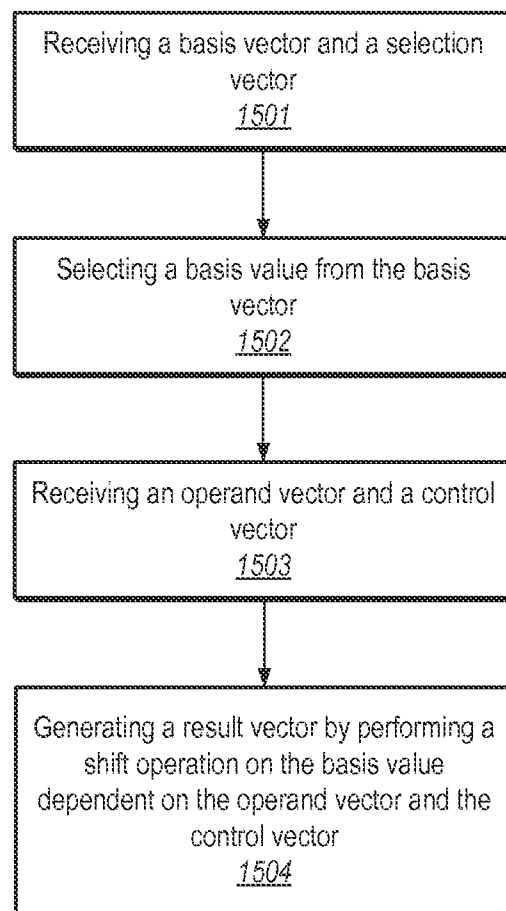 Receiving a basis vector and a selection
vector
1501
Selecting a basis value from the basis
vector
1502
Receiving an operand vector and a control
vector
1503
Generating a result vector by performing a
shift operation on the basis value
dependent on the operand vector and the
control vector
1504